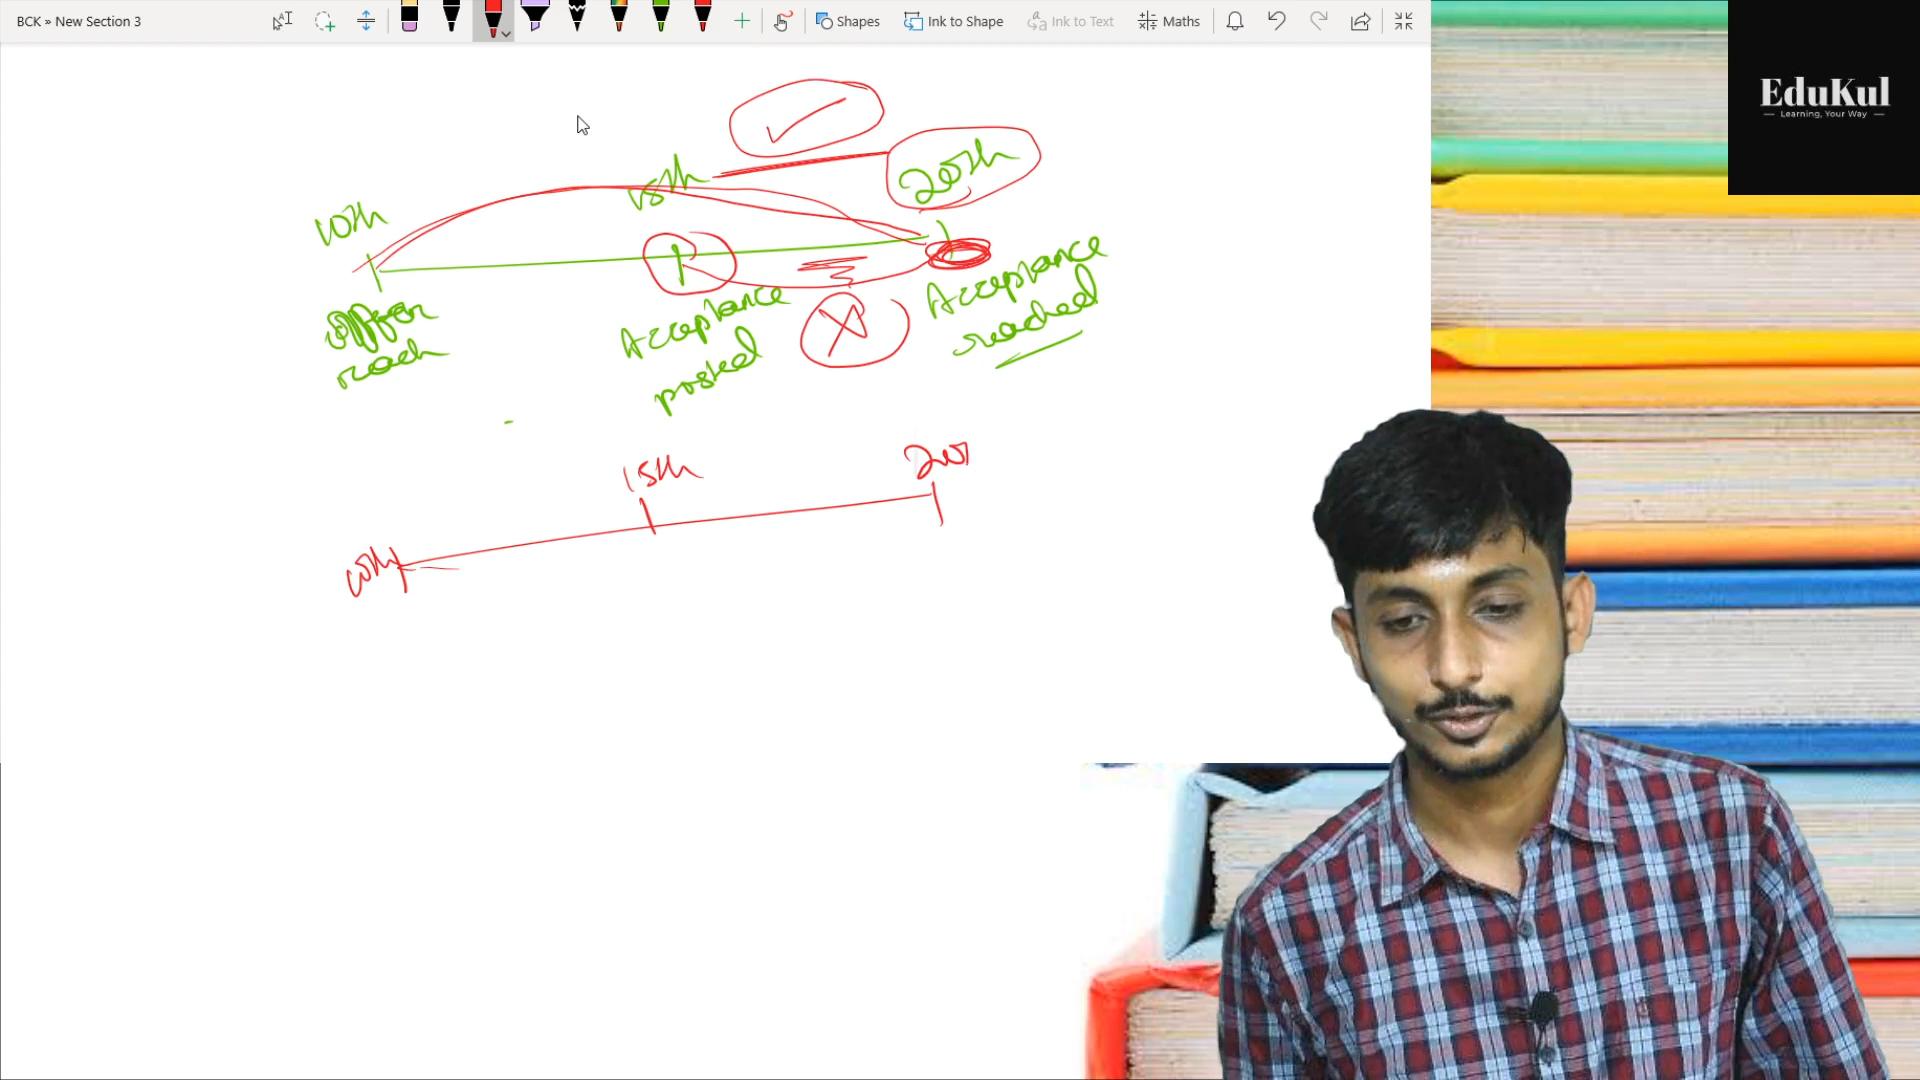 BCK » New Section 3
Shapes
Ink to Shape
Ink to Text
Maths
EduKul
Learning, Your Way
10th
15th
20th
offer
reach
Acceptance
posted
Acceptance
reached
15th
20t
10th